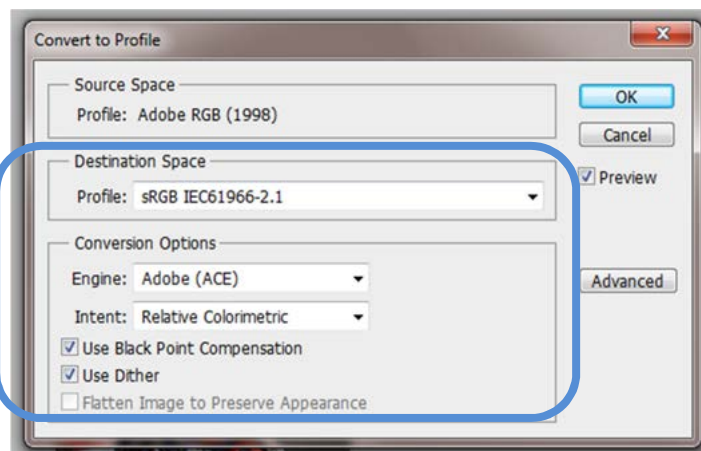 Convert to Profile
Source Space
Profile: Adobe RGB (1998)
OK
Cancel
Destination Space
Preview
Profile: sRGB IEC61966-2.1
Conversion Options
Engine: Adobe (ACE)
Advanced
Intent: Relative Colorimetric
Use Black Point Compensation
Use Dither
Flatten Image to Preserve Appearance